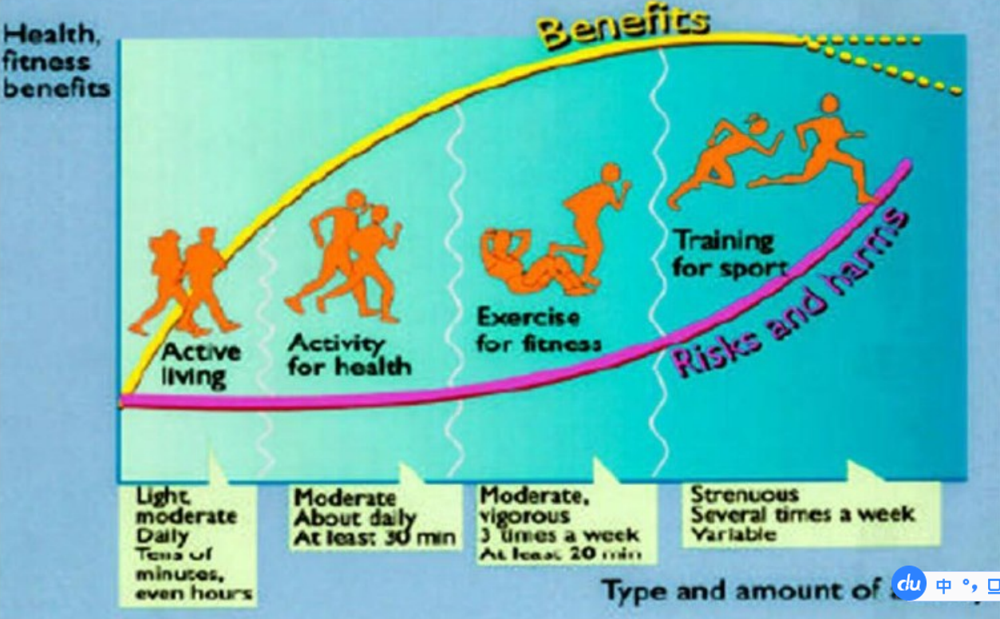 Health,
fitness
benefits
Benefits
Training
for sport
Exercise
for fitness
Activity
for health
Active
living
Risks and harms
Light,
moderate
Daily
Tens of
minutes,
even hours
Moderate
About daily
At least 30 min
Moderate,
vigorous
3 times a week
At least 20 min
Strenuous
Several times a week
Variable
Type and amount of
du 中 °,